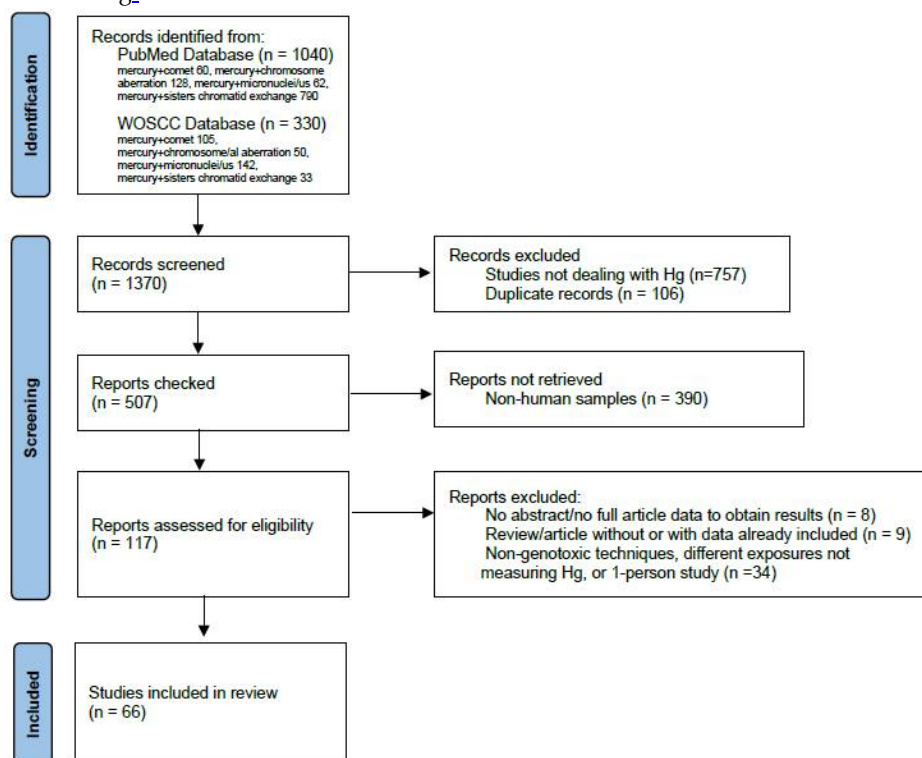 Identification
Records identified from:
PubMed Database (n = 1040)
mercury+comet 60, mercury+chromosome
aberration 128, mercury+micronuclei/us 62,
mercury+sisters chromatid exchange 790
WOSCC Database (n = 330)
mercury+comet 105,
mercury+chromosome/al aberration 50,
mercury+micronuclei/us 142,
mercury+sisters chromatid exchange 33
Screening
Records screened
(n = 1370)
Records excluded
Studies not dealing with Hg (n=757)
Duplicate records (n = 106)
Reports checked
(n = 507)
Reports not retrieved
Non-human samples (n = 390)
Reports assessed for eligibility
(n = 117)
Reports excluded:
No abstract/no full article data to obtain results (n = 8)
Review/article without or with data already included (n = 9)
Non-genotoxic techniques, different exposures not
measuring Hg, or 1-person study (n =34)
Included
Studies included in review
(n = 66)